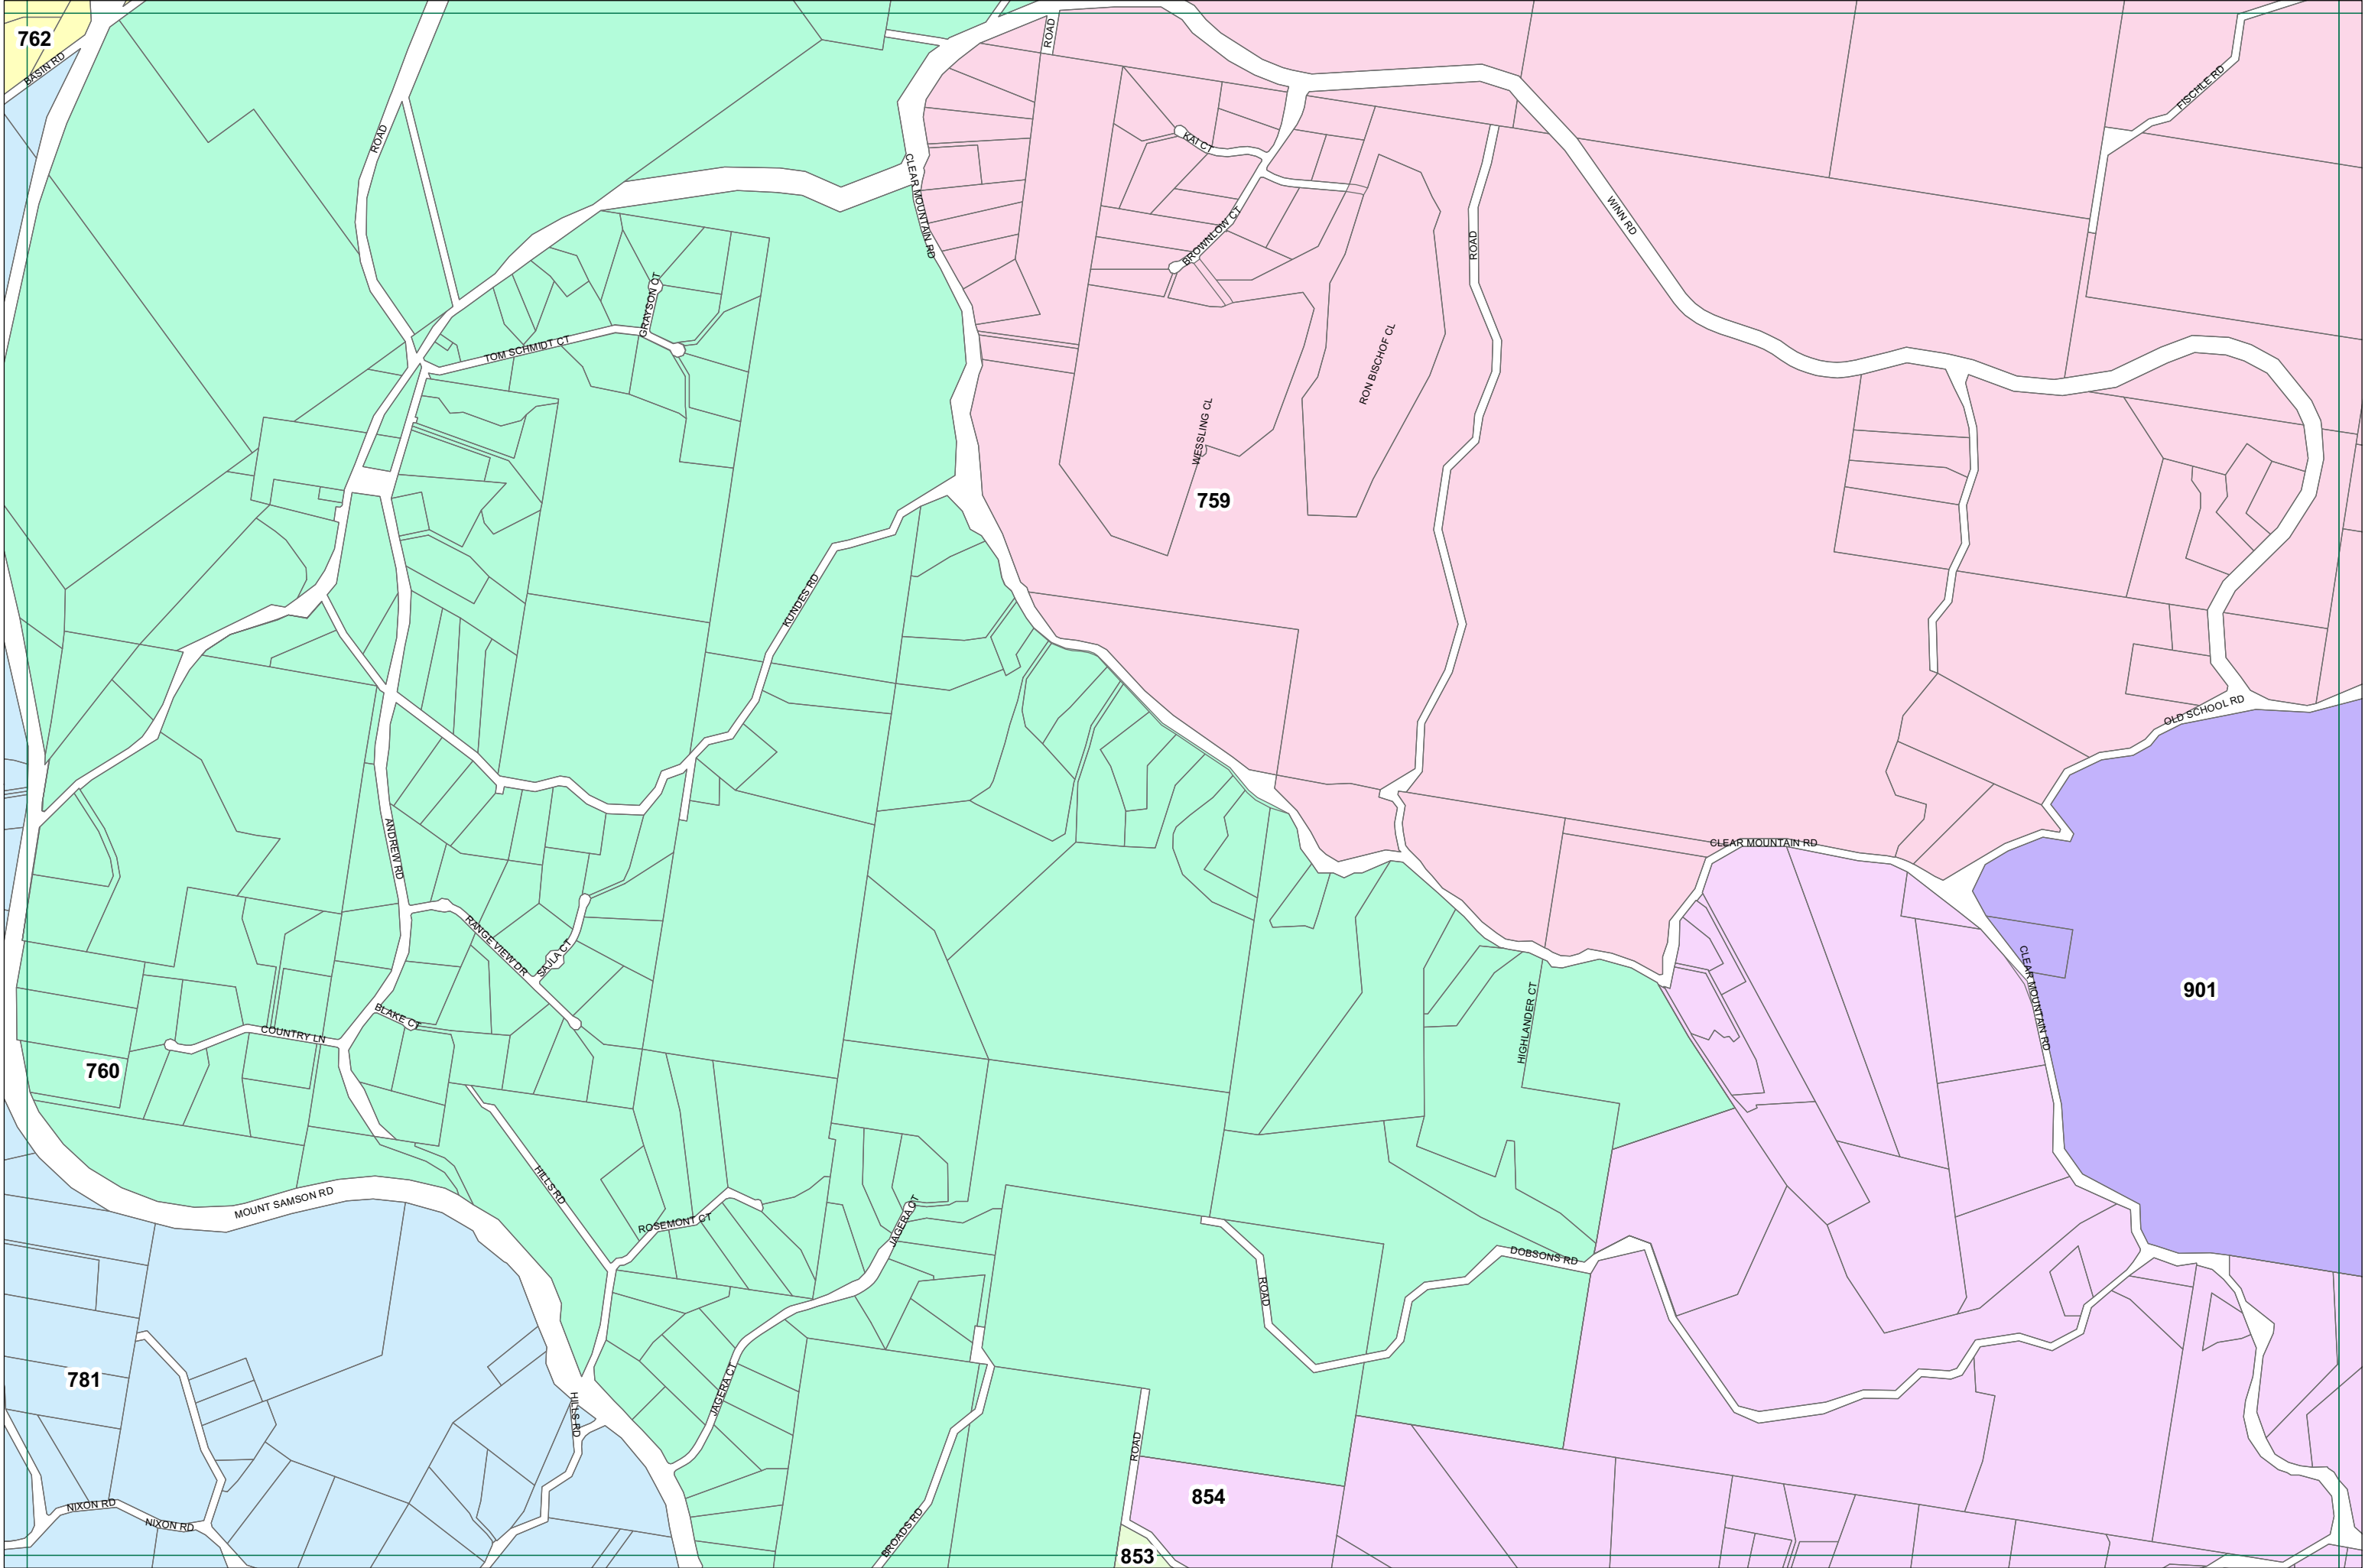 762
BASIN RD
ROAD
ROAD
KAI CT
CLEAR MOUNTAIN RD
BROWNLOW CT
ROAD
WINN RD
FISCHLE RD
GRAYSON CT
TOM SCHMIDT CT
RON BISCHOF CL
WESSLING CL
759
KUNDES RD
OLD SCHOOL RD
ANDREW RD
CLEAR MOUNTAIN RD
RANGE VIEW DR
SAJLA CT
CLEAR MOUNTAIN RD
901
BLAKE CT
COUNTRY LN
HIGHLANDER CT
760
HILLS RD
MOUNT SAMSON RD
ROSEMONT CT
JAGERA CT
DOBSONS RD
ROAD
781
JAGERA CT
HILLS RD
ROAD
854
NIXON RD
NIXON RD
BROADS RD
853